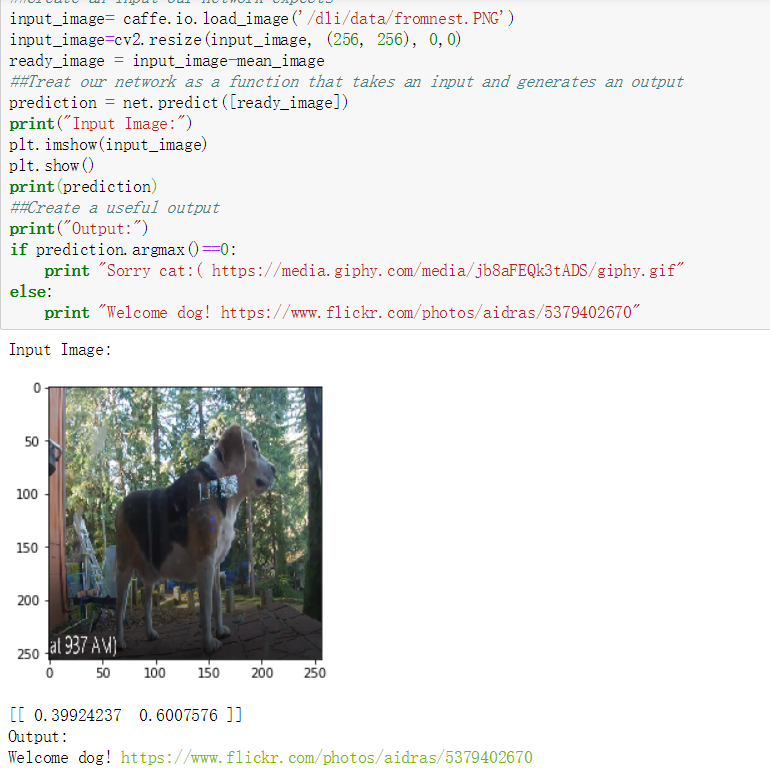 ##Create an input our network expects
input_image= caffe.io.load_image('/dli/data/fromnest.PNG')
input_image=cv2.resize(input_image, (256, 256), 0,0)
ready_image = input_image-mean_image
##Treat our network as a function that takes an input and generates an output
prediction = net.predict([ready_image])
print("Input Image:")
plt.imshow(input_image)
plt.show()
print(prediction)
##Create a useful output
print("Output:")
if prediction.argmax()==0:
    print "Sorry cat:( https://media.giphy.com/media/jb8aFEQk3tADS/giphy.gif"
else:
    print "Welcome dog! https://www.flickr.com/photos/aidras/5379402670"
Input Image:
0
50
100
150
200
250
at 937 AM)
0 50 100 150 200 250
[[ 0.39924237  0.6007576 ]]
Output:
Welcome dog! https://www.flickr.com/photos/aidras/5379402670